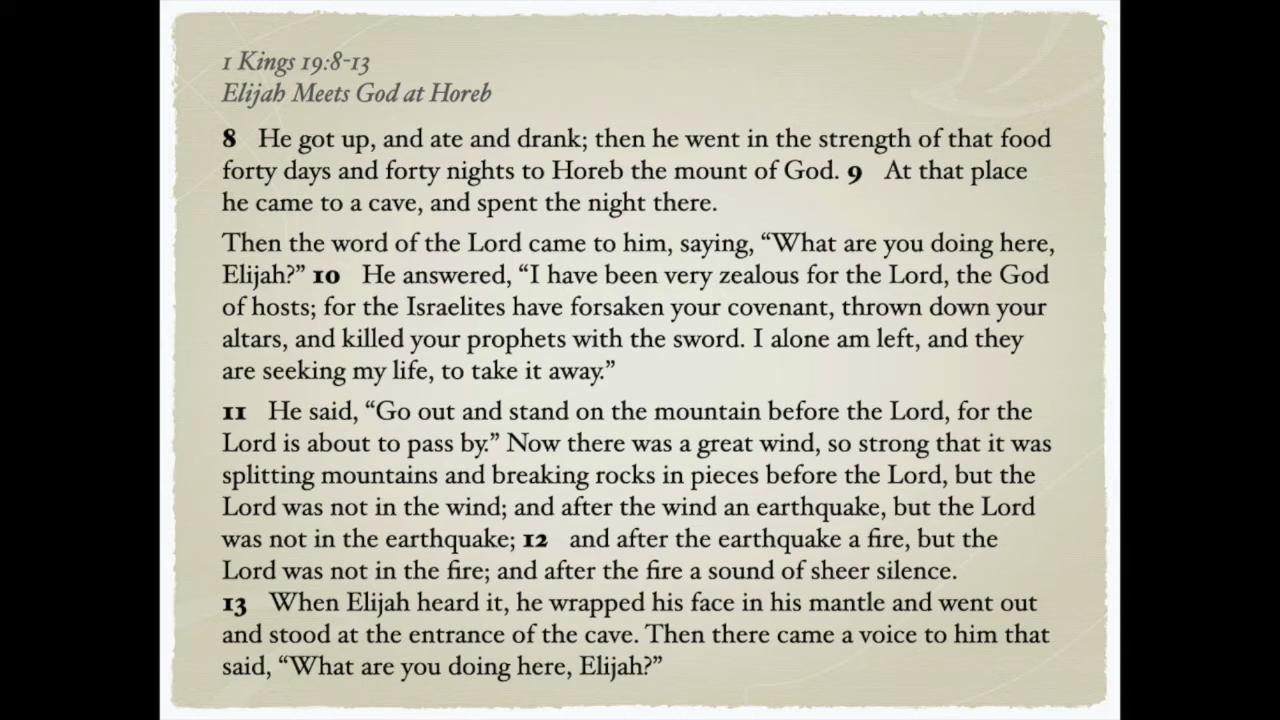 1 Kings 19:8-13
Elijah Meets God at Horeb
8 He got up, and ate and drank; then he went in the strength of that food
forty days and forty nights to Horeb the mount of God. 9 At that place
he came to a cave, and spent the night there.
Then the word of the Lord came to him, saying, “What are you doing here,
Elijah?” 10 He answered, “I have been very zealous for the Lord, the God
of hosts; for the Israelites have forsaken your covenant, thrown down your
altars, and killed your prophets with the sword. I alone am left, and they
are seeking my life, to take it away.”
11 He said, “Go out and stand on the mountain before the Lord, for the
Lord is about to pass by.” Now there was a great wind, so strong that it was
splitting mountains and breaking rocks in pieces before the Lord, but the
Lord was not in the wind; and after the wind an earthquake, but the Lord
was not in the earthquake; 12 and after the earthquake a fire, but the
Lord was not in the fire; and after the fire a sound of sheer silence.
13 When Elijah heard it, he wrapped his face in his mantle and went out
and stood at the entrance of the cave. Then there came a voice to him that
said, “What are you doing here, Elijah?”